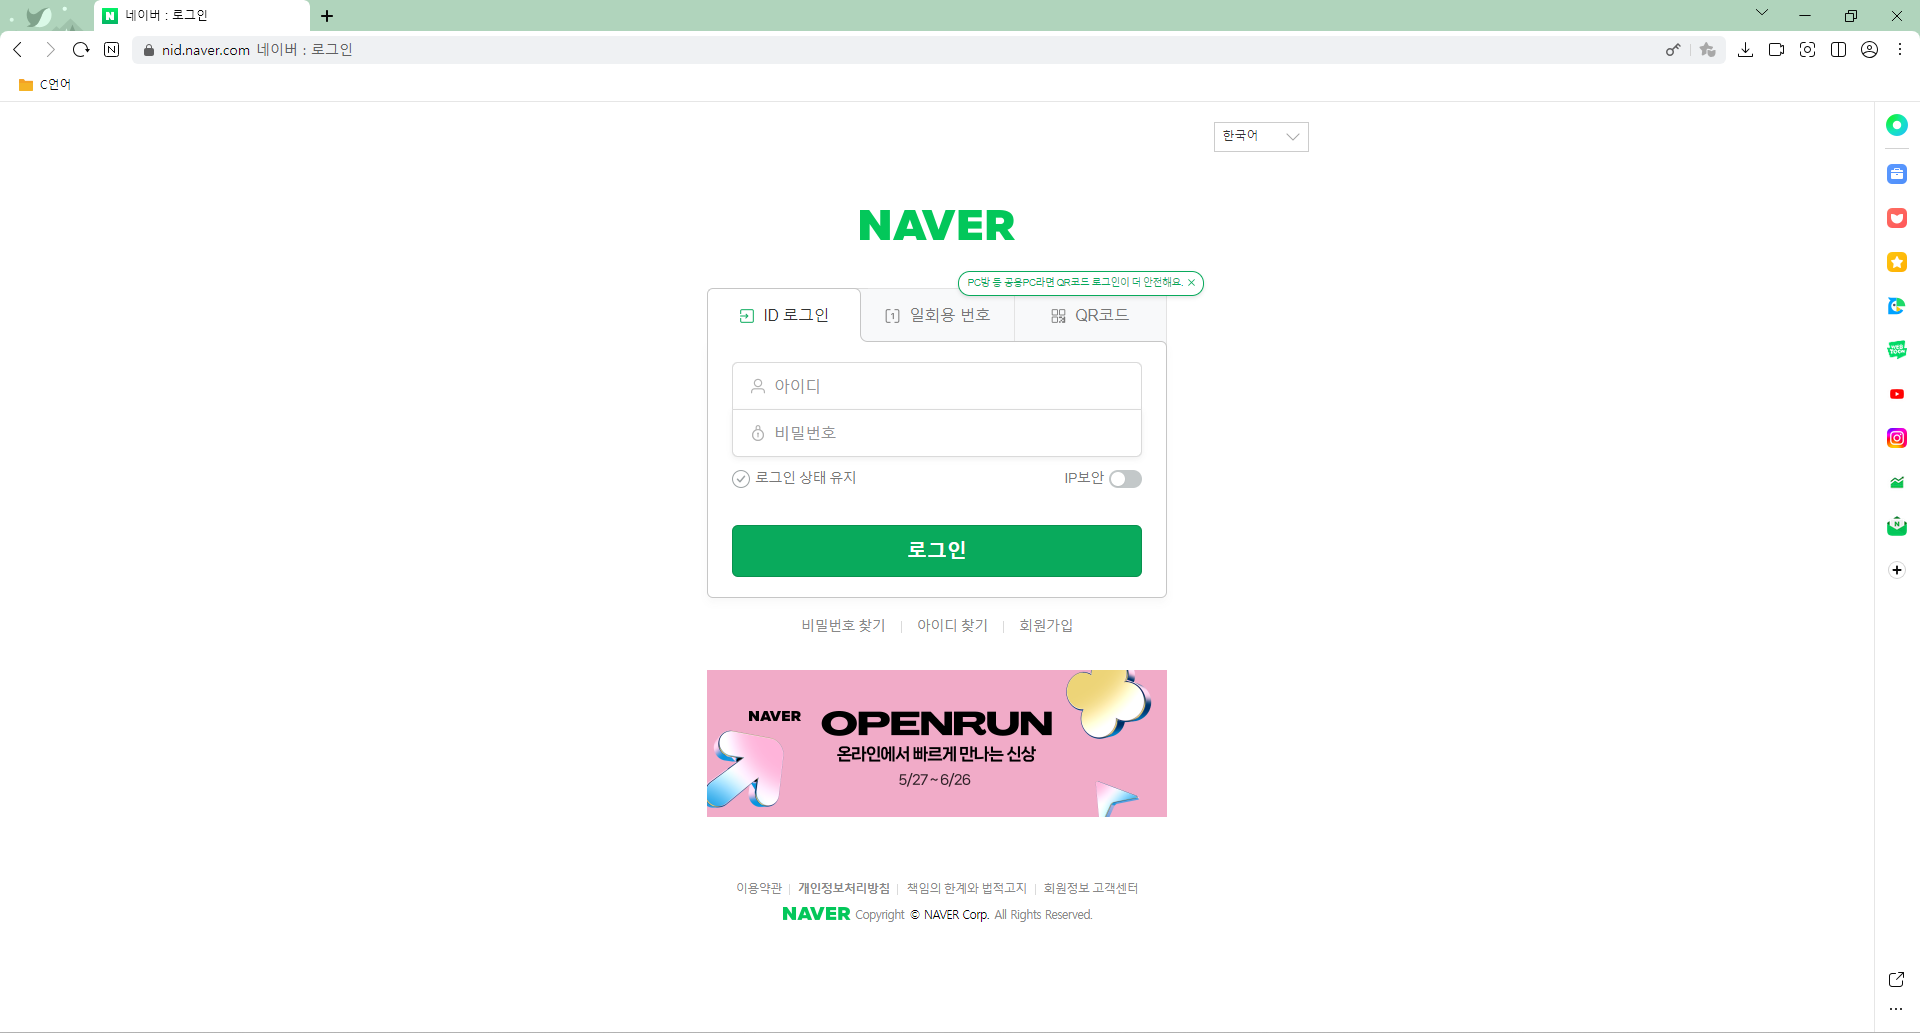 네이버 : 로그인
nid.naver.com 네이버 : 로그인
C언어
한국어
NAVER
PC방 등 공용PC라면 QR코드 로그인이 더 안전해요.
ID 로그인
일회용 번호
QR코드
아이디
비밀번호
로그인 상태 유지
IP보안
로그인
비밀번호 찾기
아이디 찾기
회원가입
NAVER OPENRUN
온라인에서 빠르게 만나는 신상
5/27~6/26
이용약관
개인정보처리방침
책임의 한계와 법적고지
회원정보 고객센터
NAVER Copyright © NAVER Corp. All Rights Reserved.